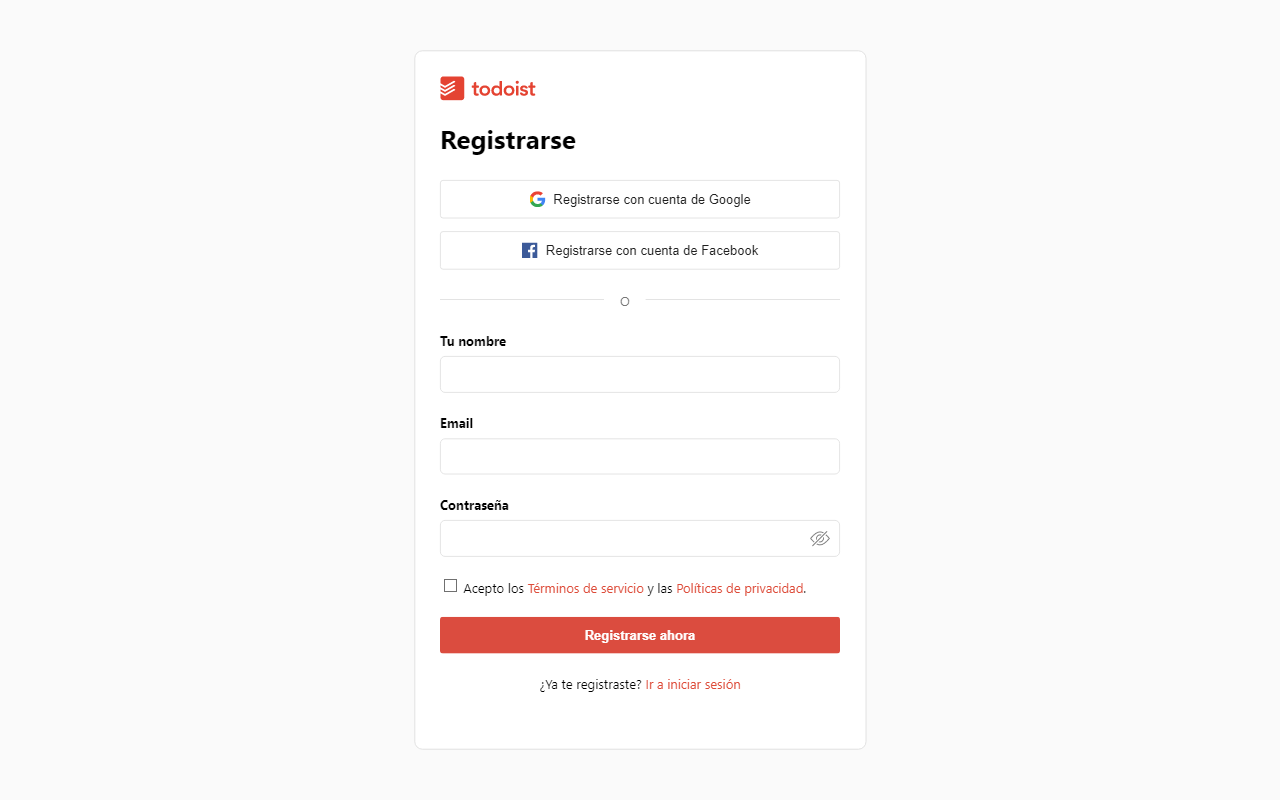 todoist
Registrarse
Registrarse con cuenta de Google
Registrarse con cuenta de Facebook
O
Tu nombre
Email
Contraseña
Acepto los Términos de servicio y las Políticas de privacidad.
Registrarse ahora
¿Ya te registraste? Ir a iniciar sesión